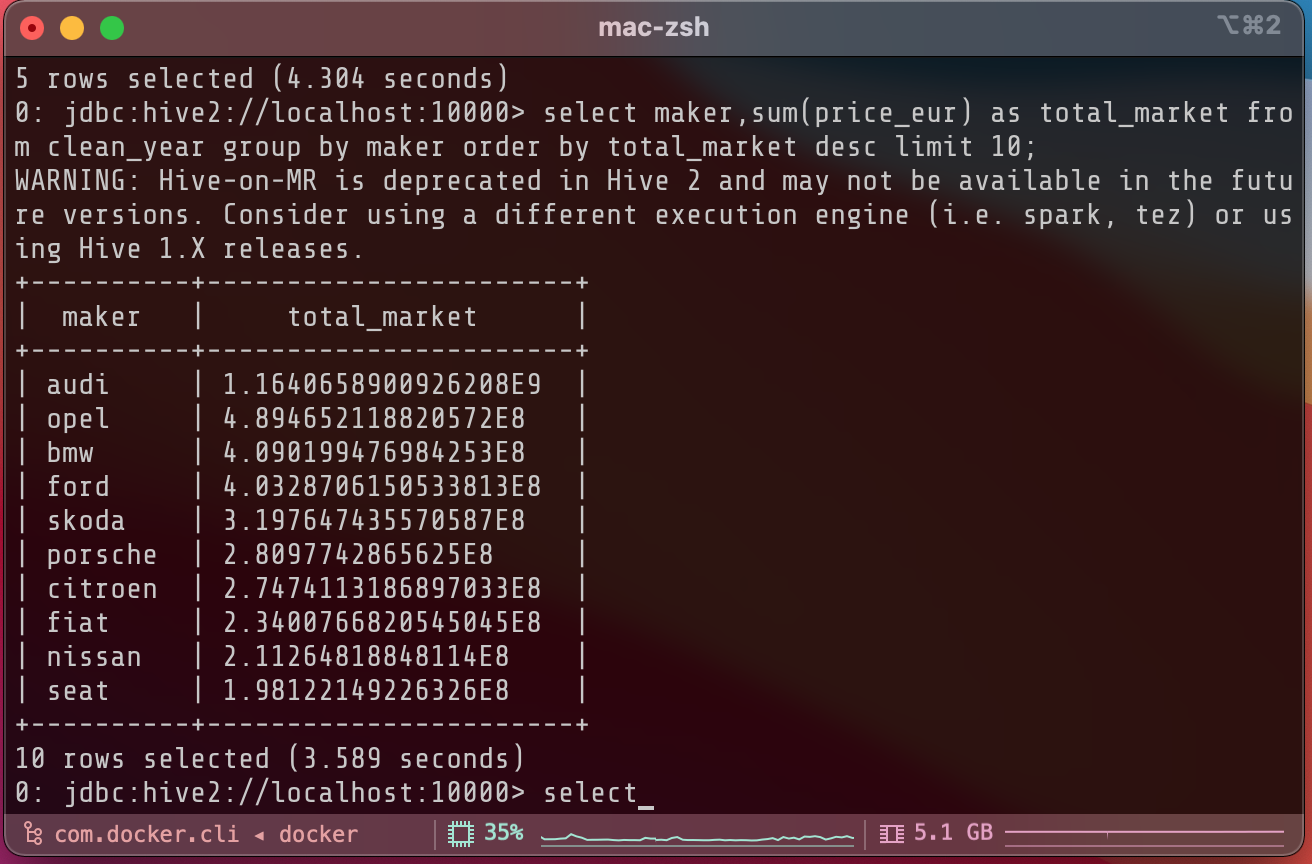 mac-zsh
⌥⌘2
5 rows selected (4.304 seconds)
0: jdbc:hive2://localhost:10000> select maker,sum(price_eur) as total_market fro
m clean_year group by maker order by total_market desc limit 10;
WARNING: Hive-on-MR is deprecated in Hive 2 and may not be available in the futu
re versions. Consider using a different execution engine (i.e. spark, tez) or us
ing Hive 1.X releases.
+----------+-----------------------+
|  maker   |     total_market      |
+----------+-----------------------+
| audi     | 1.1640658900926208E9  |
| opel     | 4.894652118820572E8   |
| bmw      | 4.090199476984253E8   |
| ford     | 4.0328706150533813E8  |
| skoda    | 3.197647435570587E8   |
| porsche  | 2.8097742865625E8     |
| citroen  | 2.7474113186897033E8  |
| fiat     | 2.3400766820545045E8  |
| nissan   | 2.11264818848114E8    |
| seat     | 1.98122149226326E8    |
+----------+-----------------------+
10 rows selected (3.589 seconds)
0: jdbc:hive2://localhost:10000> select_
com.docker.cli ◂ docker 35% 5.1 GB